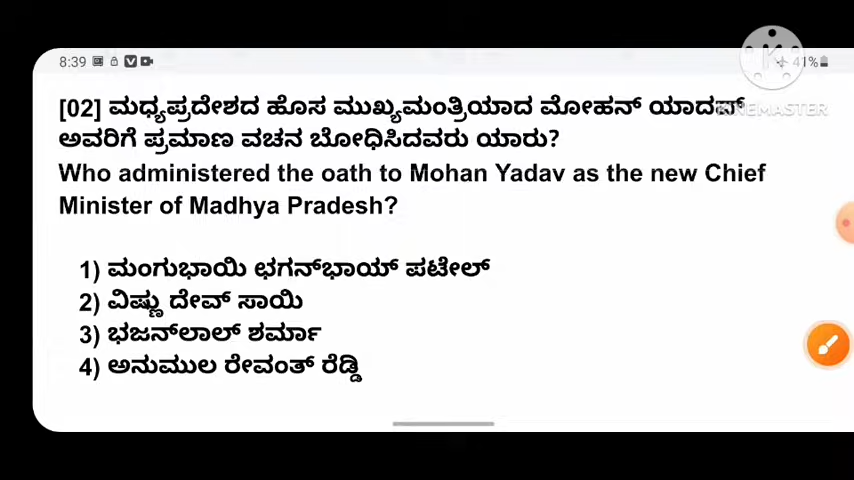 8:39
41%
KINEMASTER
[02] ಮಧ್ಯಪ್ರದೇಶದ ಹೊಸ ಮುಖ್ಯಮಂತ್ರಿಯಾದ ಮೋಹನ್ ಯಾದವ್
ಅವರಿಗೆ ಪ್ರಮಾಣ ವಚನ ಬೋಧಿಸಿದವರು ಯಾರು?
Who administered the oath to Mohan Yadav as the new Chief
Minister of Madhya Pradesh?
1) ಮಂಗುಭಾಯಿ ಛಗನ್‌ಭಾಯ್ ಪಟೇಲ್
2) ವಿಷ್ಣು ದೇವ್ ಸಾಯಿ
3) ಭಜನ್‌ಲಾಲ್ ಶರ್ಮಾ
4) ಅನುಮುಲ ರೇವಂತ್ ರೆಡ್ಡಿ